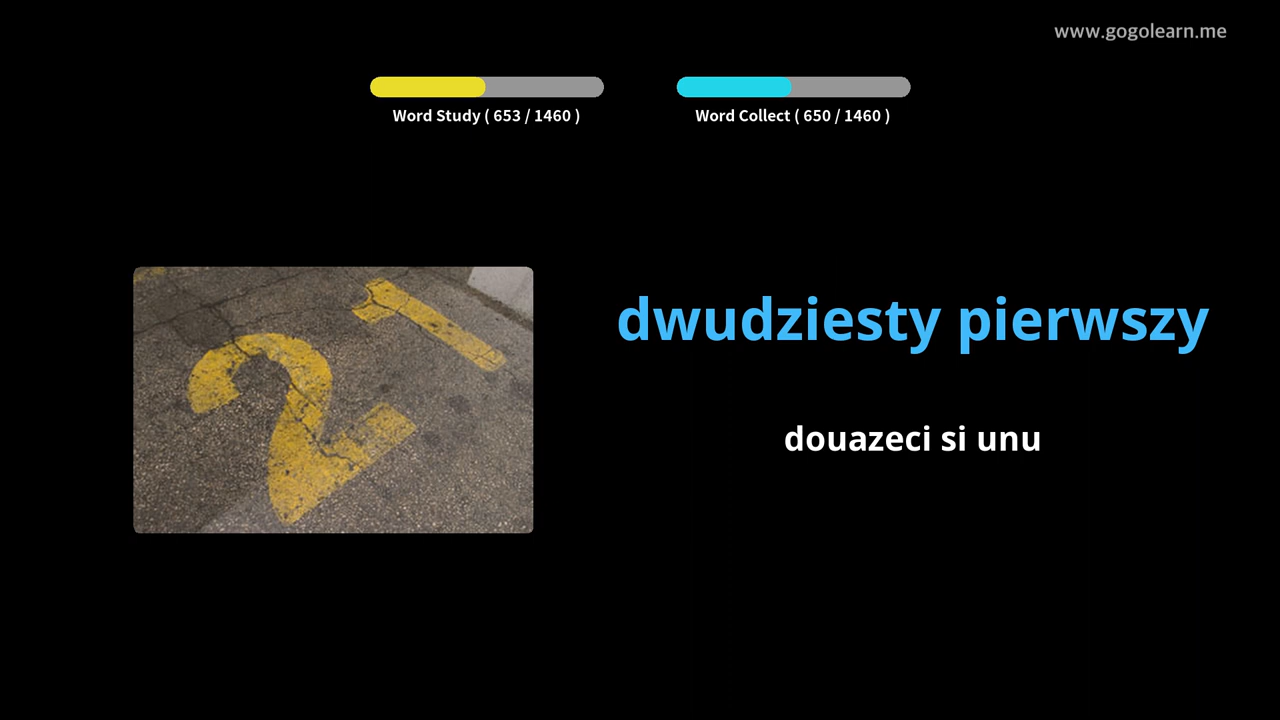 www.gogolearn.me
Word Study ( 653 / 1460 )
Word Collect ( 650 / 1460 )
21
dwudziesty pierwszy
douazeci si unu